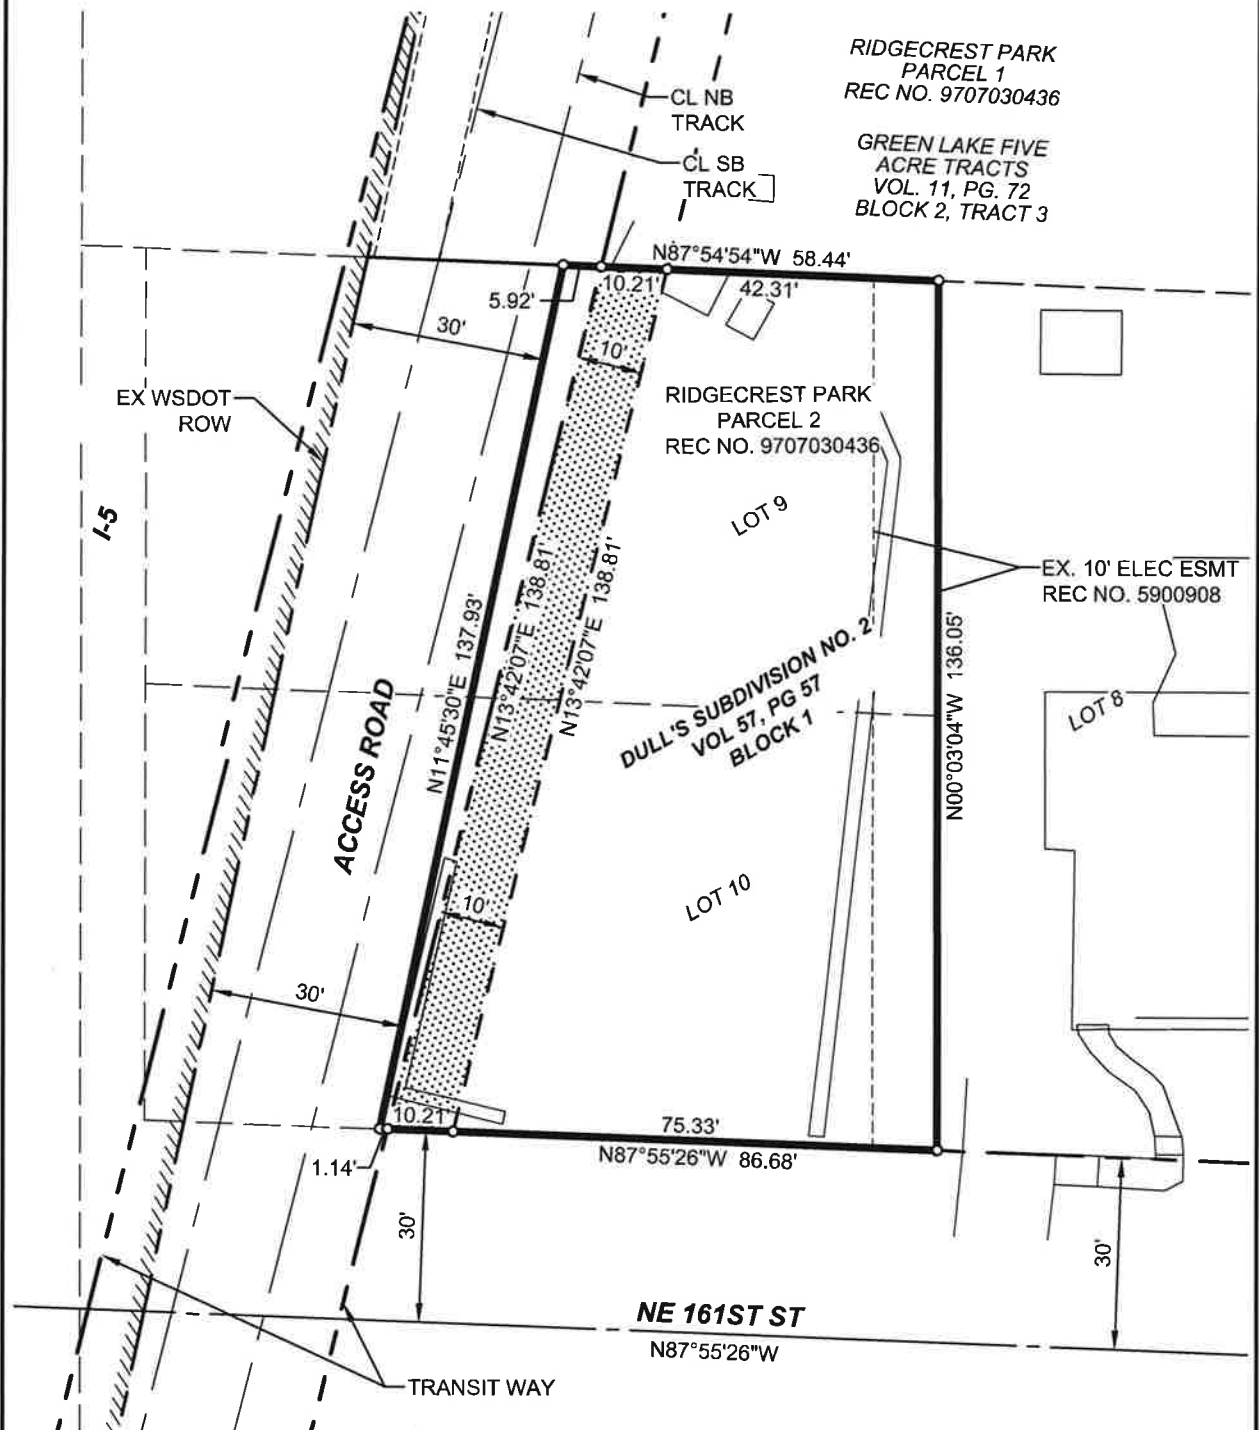 RIDGECREST PARK
PARCEL 1
REC NO. 9707030436
CL NB
TRACK
GREEN LAKE FIVE
ACRE TRACTS
VOL. 11, PG. 72
BLOCK 2, TRACT 3
CL SB
TRACK
N87°54'54"W 58.44'
5.92'
10.21'
42.31'
30'
10'
EX WSDOT
ROW
RIDGECREST PARK
PARCEL 2
REC NO. 9707030436
I-5
LOT 9
EX. 10' ELEC ESMT
REC NO. 5900908
N11°45'30"E 137.93'
N13°42'07"E 138.81'
N13°42'07"E 138.81'
DULL'S SUBDIVISION NO. 2
VOL 57, PG 57
BLOCK 1
N00°03'04"W 136.05'
LOT 8
ACCESS ROAD
LOT 10
10'
30'
10.21'
75.33'
1.14'
N87°55'26"W 86.68'
30'
30'
NE 161ST ST
N87°55'26"W
TRANSIT WAY